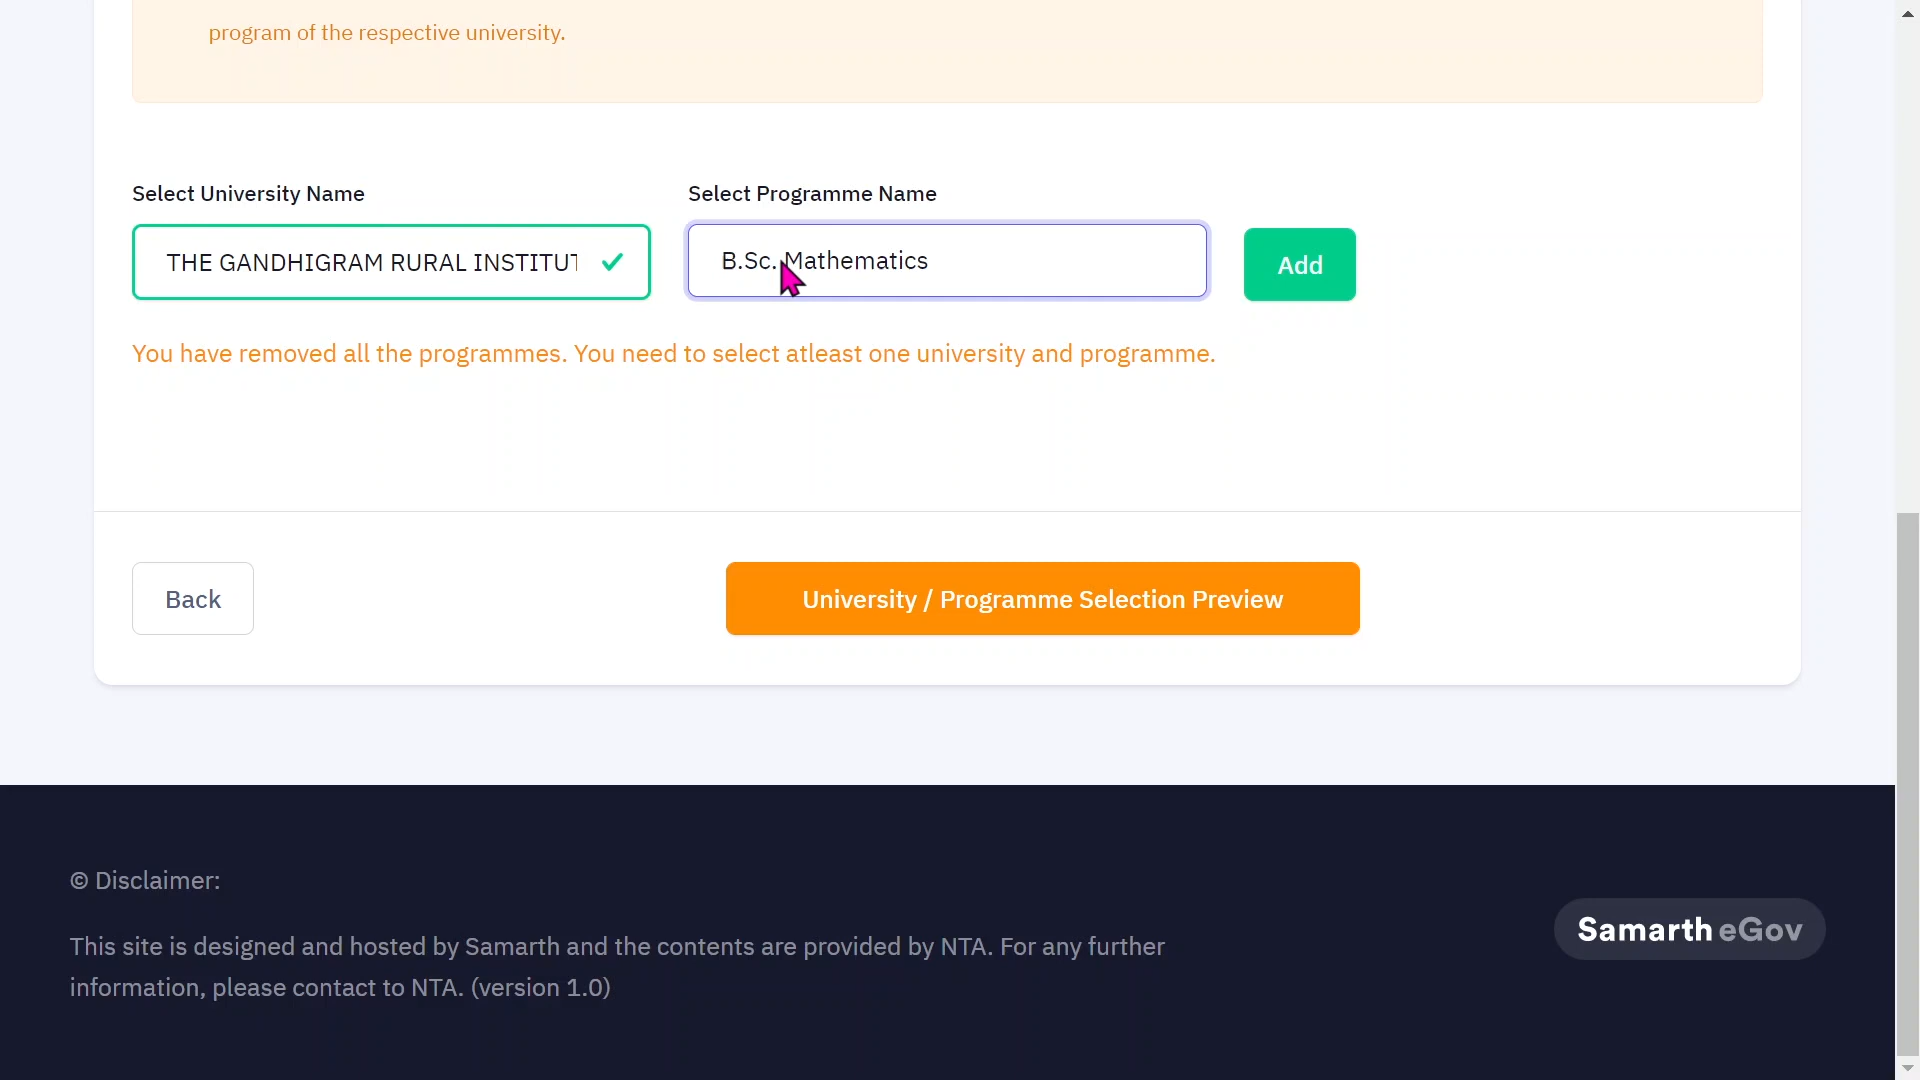 program of the respective university.
Select University Name
Select Programme Name
THE GANDHIGRAM RURAL INSTITUT
B.Sc. Mathematics
Add
You have removed all the programmes. You need to select atleast one university and programme.
Back
University / Programme Selection Preview
© Disclaimer:
This site is designed and hosted by Samarth and the contents are provided by NTA. For any further
information, please contact to NTA. (version 1.0)
Samarth eGov